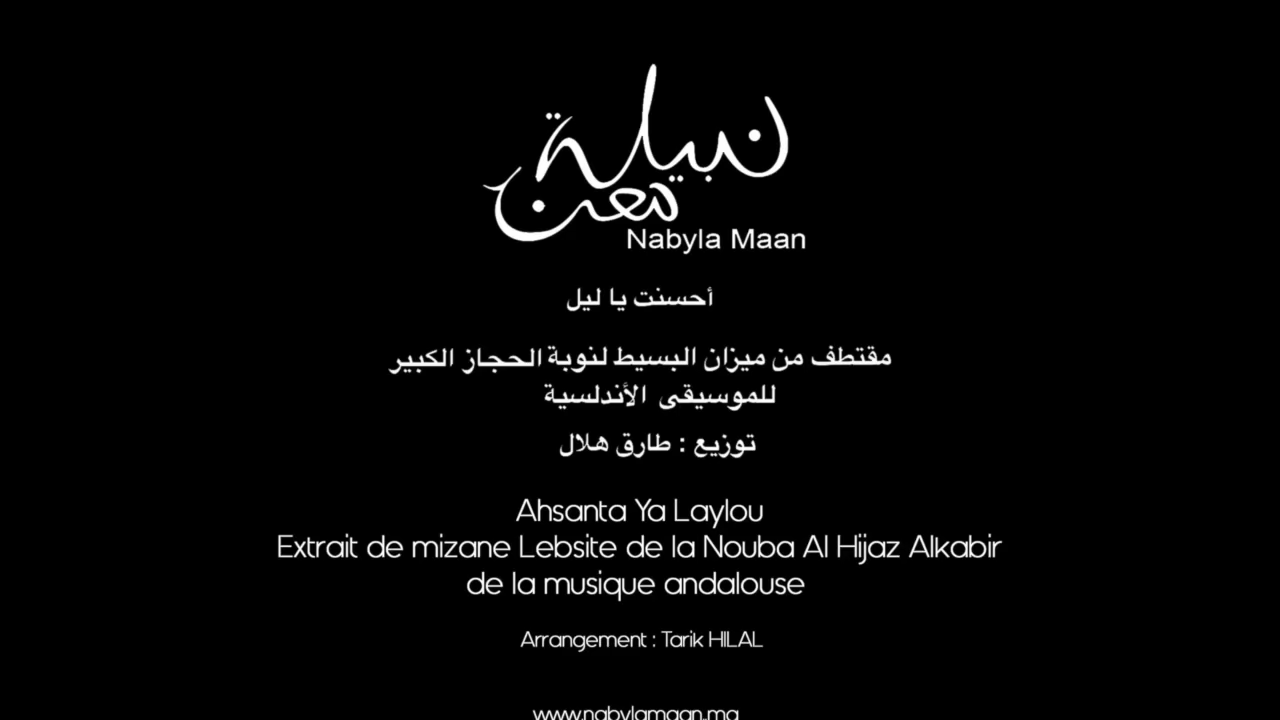 نبيلة
معن
Nabyla Maan
أحسنت يا ليل
مقتطف من ميزان البسيط لنوبة الحجاز الكبير
للموسيقى الأندلسية
توزيع : طارق هلال
Ahsanta Ya Laylou
Extrait de mizane Lebsite de la Nouba Al Hijaz Alkabir
de la musique andalouse
Arrangement : Tarik HILAL
www.nabylamaan.ma